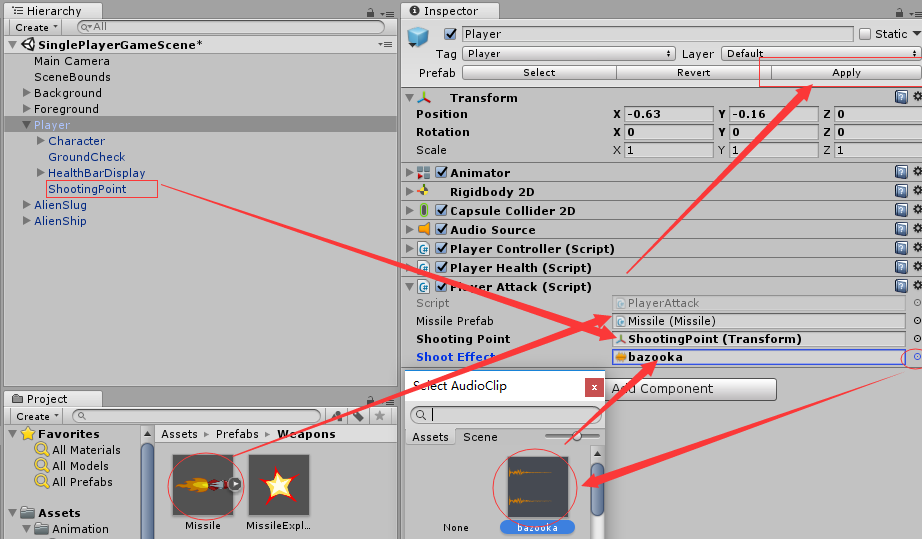 Hierarchy
Create
All
SinglePlayerGameScene*
Main Camera
SceneBounds
Background
Foreground
Player
Character
GroundCheck
HealthBarDisplay
ShootingPoint
AlienSlug
AlienShip
Project
Create
Favorites
All Materials
All Models
All Prefabs
Assets
Animation
Assets Prefabs Weapons
Missile MissileExpl...
Inspector
Player Static
Tag Player Layer Default
Prefab Select Revert Apply
Transform
Position X -0.63 Y -0.16 Z 0
Rotation X 0 Y 0 Z 0
Scale X 1 Y 1 Z 1
Animator
Rigidbody 2D
Capsule Collider 2D
Audio Source
Player Controller (Script)
Player Health (Script)
Player Attack (Script)
Script PlayerAttack
Missile Prefab Missile (Missile)
Shooting Point ShootingPoint (Transform)
Shoot Effect bazooka
Add Component
Select AudioClip x
Assets Scene
None bazooka